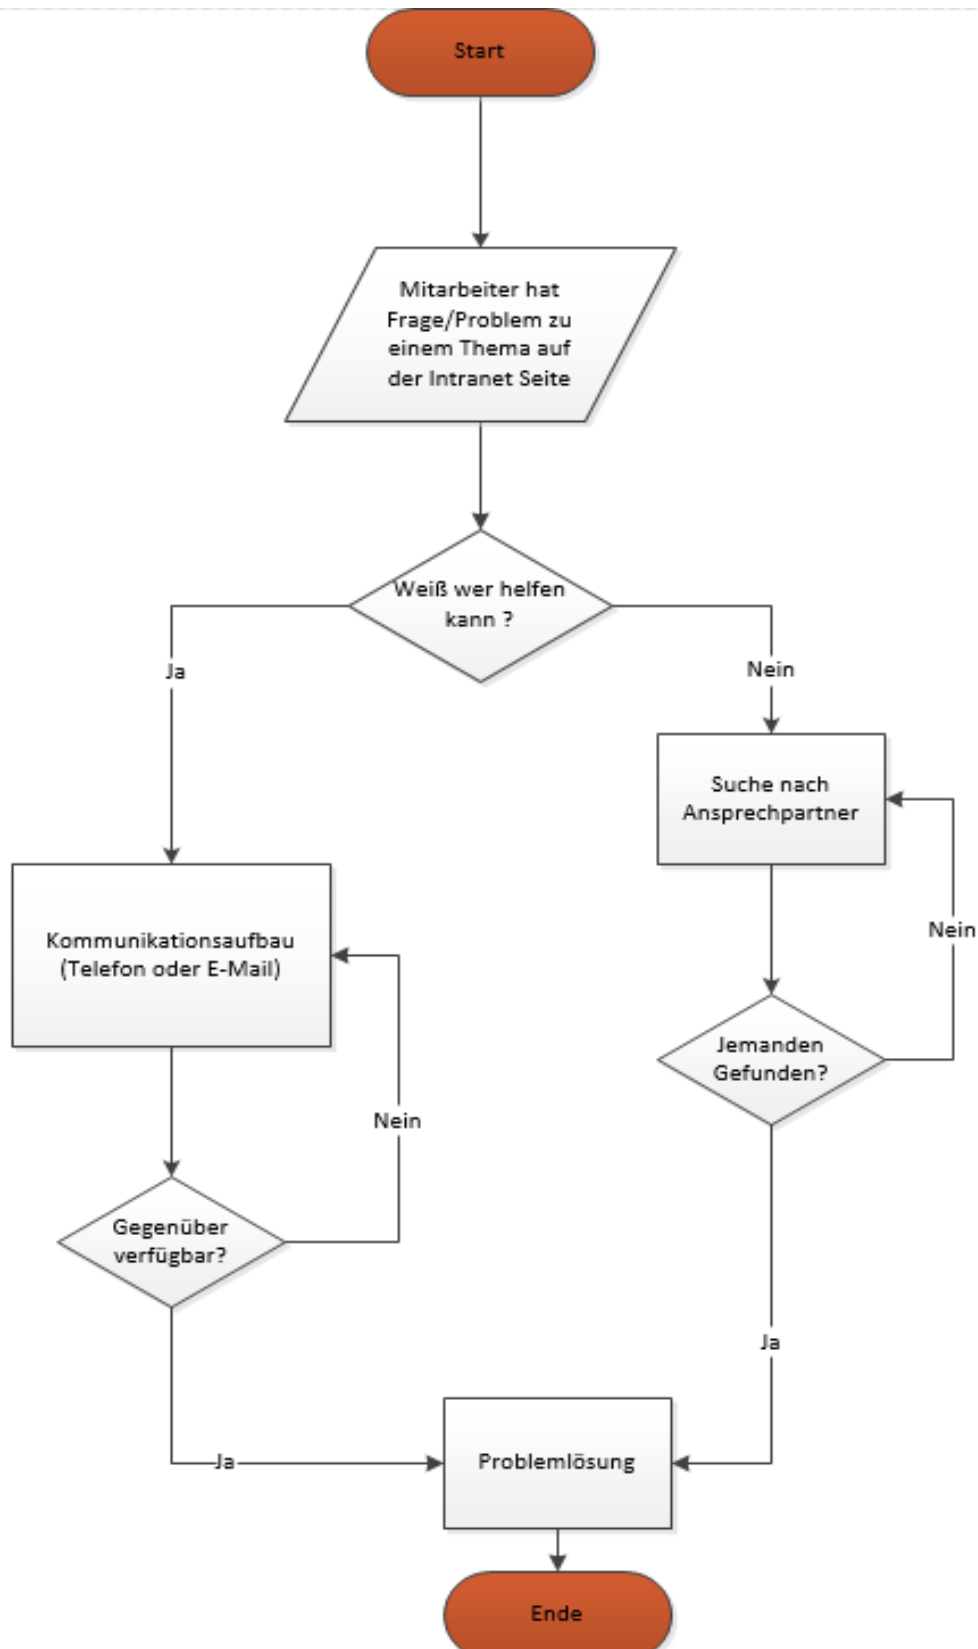 Start
Mitarbeiter hat
Frage/Problem zu
einem Thema auf
der Intranet Seite
Weiß wer helfen
kann ?
Ja
Nein
Suche nach
Ansprechpartner
Nein
Kommunikationsaufbau
(Telefon oder E-Mail)
Jemanden
Gefunden?
Nein
Gegenüber
verfügbar?
Ja
Ja
Problemlösung
Ende